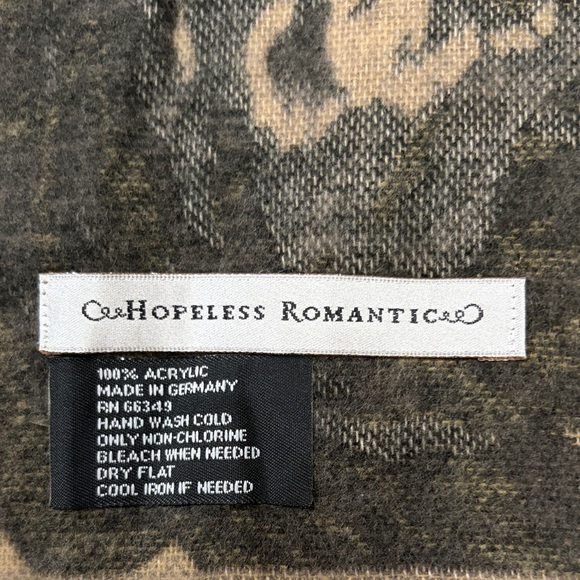 HOPELESS ROMANTIC
100% ACRYLIC
MADE IN GERMANY
RN 66349
HAND WASH COLD
ONLY NON-CHLORINE
BLEACH WHEN NEEDED
DRY FLAT
COOL IRON IF NEEDED